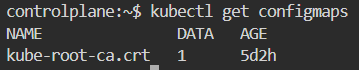 controlplane:~$ kubectl get configmaps
NAME DATA AGE
kube-root-ca.crt 1 5d2h